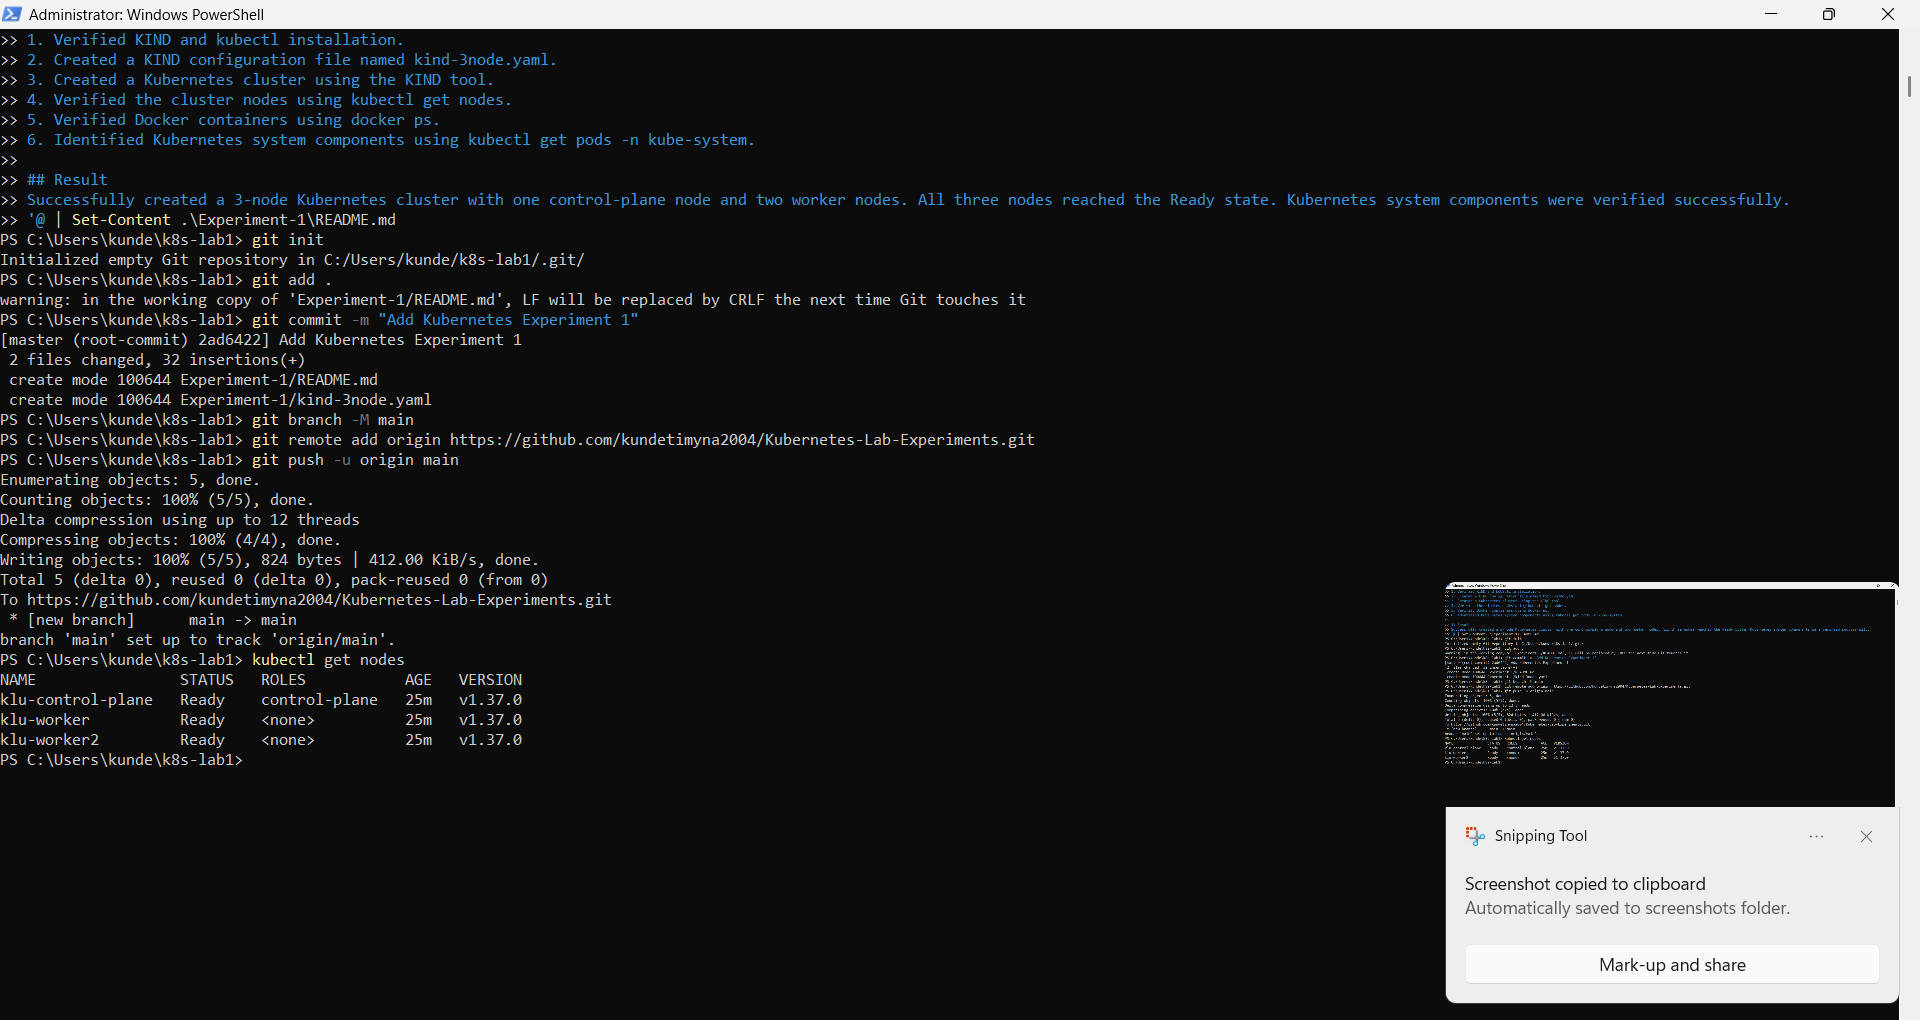 Administrator: Windows PowerShell
>> 1. Verified KIND and kubectl installation.
>> 2. Created a KIND configuration file named kind-3node.yaml.
>> 3. Created a Kubernetes cluster using the KIND tool.
>> 4. Verified the cluster nodes using kubectl get nodes.
>> 5. Verified Docker containers using docker ps.
>> 6. Identified Kubernetes system components using kubectl get pods -n kube-system.
>>
>> ## Result
>> Successfully created a 3-node Kubernetes cluster with one control-plane node and two worker nodes. All three nodes reached the Ready state. Kubernetes system components were verified successfully.
>> '@ | Set-Content .\Experiment-1\README.md
PS C:\Users\kunde\k8s-lab1> git init
Initialized empty Git repository in C:/Users/kunde/k8s-lab1/.git/
PS C:\Users\kunde\k8s-lab1> git add .
warning: in the working copy of 'Experiment-1/README.md', LF will be replaced by CRLF the next time Git touches it
PS C:\Users\kunde\k8s-lab1> git commit -m "Add Kubernetes Experiment 1"
[master (root-commit) 2ad6422] Add Kubernetes Experiment 1
 2 files changed, 32 insertions(+)
 create mode 100644 Experiment-1/README.md
 create mode 100644 Experiment-1/kind-3node.yaml
PS C:\Users\kunde\k8s-lab1> git branch -M main
PS C:\Users\kunde\k8s-lab1> git remote add origin https://github.com/kundetimyna2004/Kubernetes-Lab-Experiments.git
PS C:\Users\kunde\k8s-lab1> git push -u origin main
Enumerating objects: 5, done.
Counting objects: 100% (5/5), done.
Delta compression using up to 12 threads
Compressing objects: 100% (4/4), done.
Writing objects: 100% (5/5), 824 bytes | 412.00 KiB/s, done.
Total 5 (delta 0), reused 0 (delta 0), pack-reused 0 (from 0)
To https://github.com/kundetimyna2004/Kubernetes-Lab-Experiments.git
 * [new branch]      main -> main
branch 'main' set up to track 'origin/main'.
PS C:\Users\kunde\k8s-lab1> kubectl get nodes
NAME                STATUS   ROLES           AGE   VERSION
klu-control-plane   Ready    control-plane   25m   v1.37.0
klu-worker          Ready    <none>          25m   v1.37.0
klu-worker2         Ready    <none>          25m   v1.37.0
PS C:\Users\kunde\k8s-lab1>
Snipping Tool
Screenshot copied to clipboard
Automatically saved to screenshots folder.
Mark-up and share